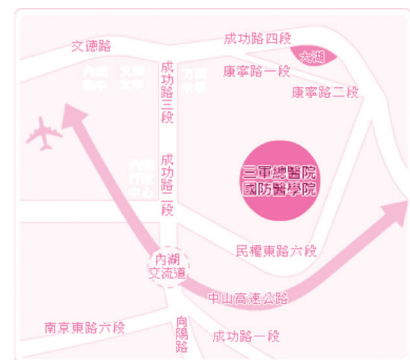 文德路
成功路四段
大湖
康寧路一段
康寧路二段
成功路三段
成功路二段
三軍總醫院
國防醫學院
民權東路六段
內湖
交流道
中山高速公路
南京東路六段
向陽路
成功路一段